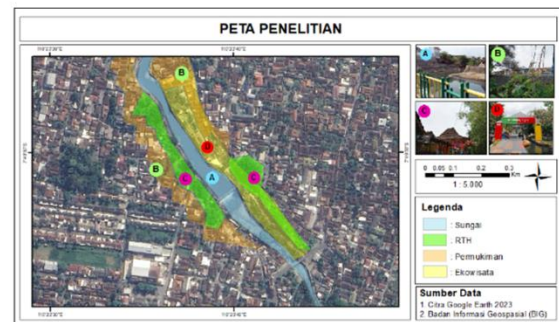 PETA PENELITIAN
A
B
C
D
B
B
D
C
C
A
0 0.05 0.1 0.2 0.3
Km
1 : 5.000
Legenda
: Sungai
: RTH
: Permukiman
: Ekowisata
Sumber Data
1. Citra Google Earth 2023
2. Badan Informasi Geospasial (BIG)